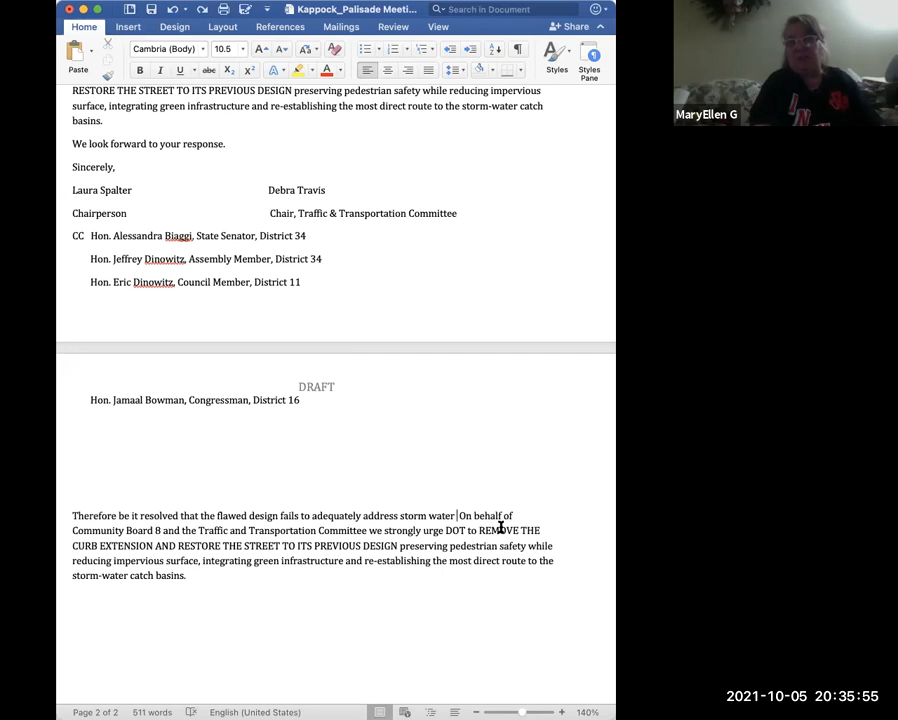 Kappock_Palisade Meeti...
Search in Document
Home Insert Design Layout References Mailings Review View Share
Paste Cambria (Body) 10.5 Styles Styles Pane
RESTORE THE STREET TO ITS PREVIOUS DESIGN preserving pedestrian safety while reducing impervious
surface, integrating green infrastructure and re-establishing the most direct route to the storm-water catch
basins.
We look forward to your response.
Sincerely,
Laura Spalter Debra Travis
Chairperson Chair, Traffic & Transportation Committee
CC Hon. Alessandra Biaggi, State Senator, District 34
Hon. Jeffrey Dinowitz, Assembly Member, District 34
Hon. Eric Dinowitz, Council Member, District 11
DRAFT
Hon. Jamaal Bowman, Congressman, District 16
Therefore be it resolved that the flawed design fails to adequately address storm water On behalf of
Community Board 8 and the Traffic and Transportation Committee we strongly urge DOT to REMOVE THE
CURB EXTENSION AND RESTORE THE STREET TO ITS PREVIOUS DESIGN preserving pedestrian safety while
reducing impervious surface, integrating green infrastructure and re-establishing the most direct route to the
storm-water catch basins.
Page 2 of 2 511 words English (United States) 140%
MaryEllen G
2021-10-05 20:35:55